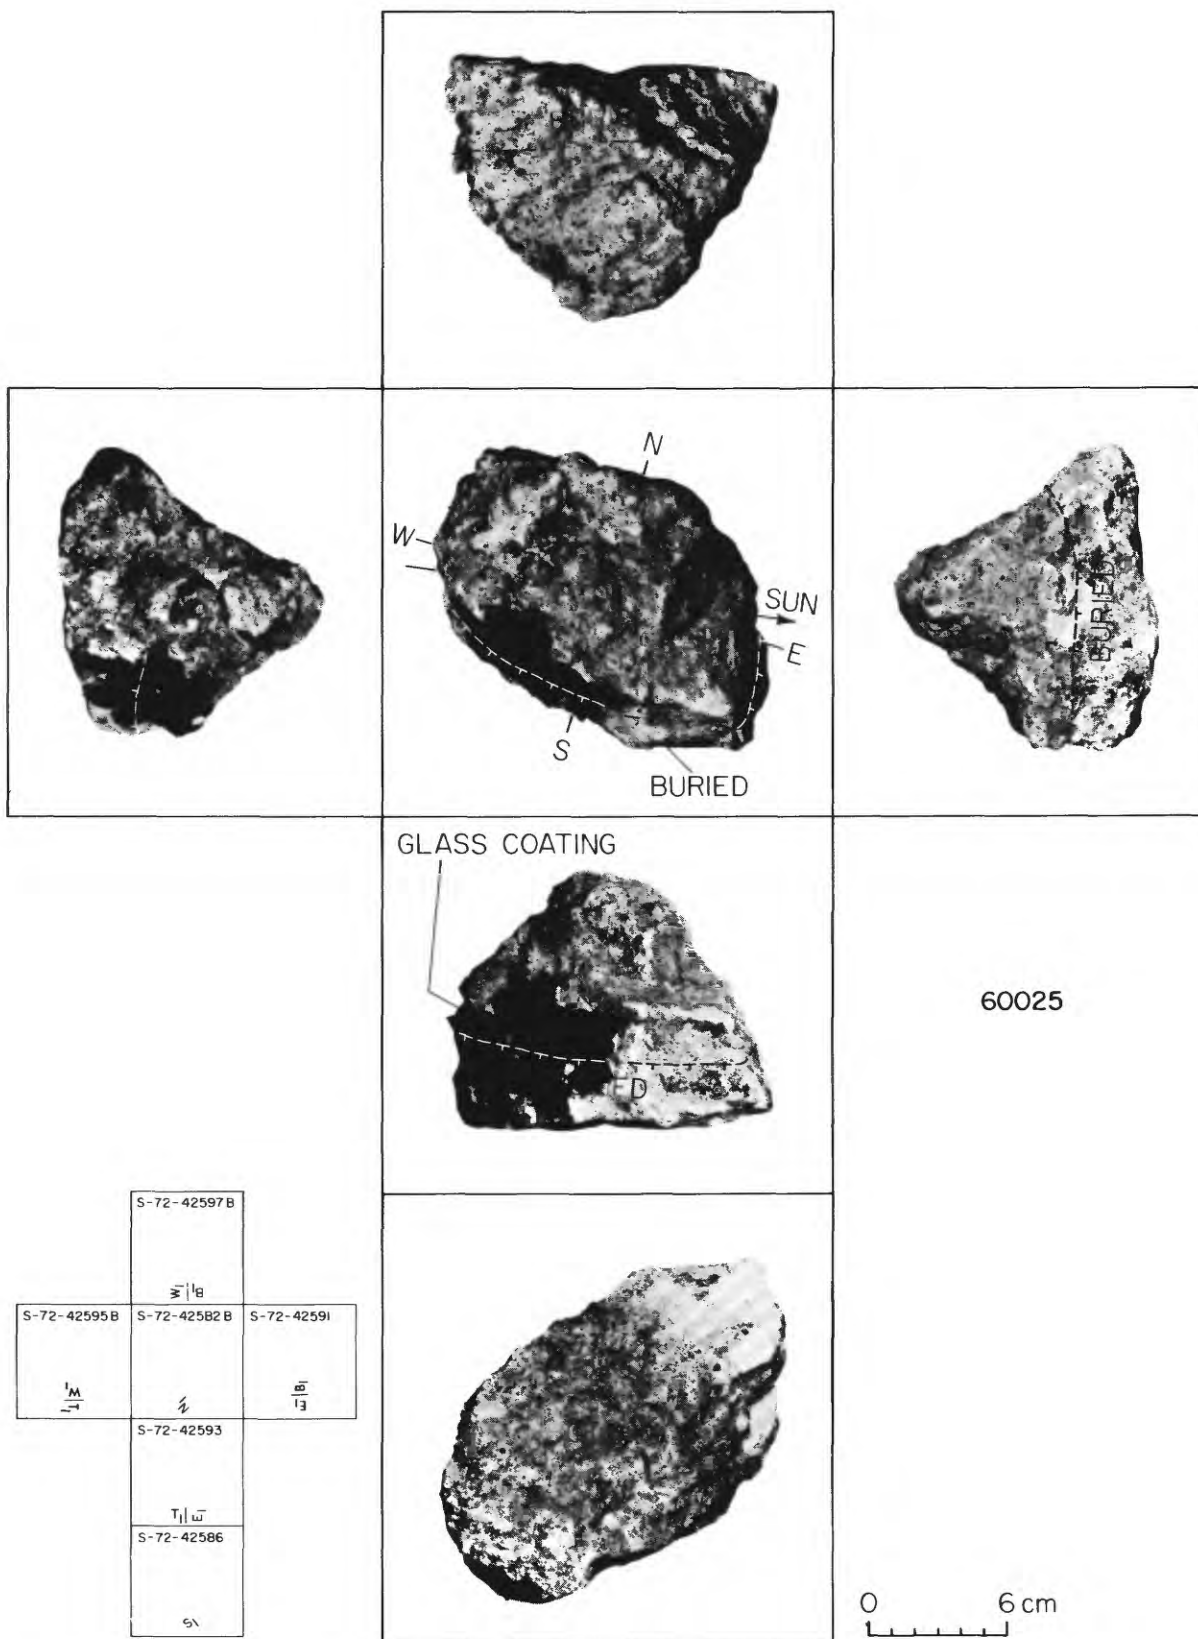 N
W
SUN
E
S
BURIED
BURIED
GLASS COATING
60025
ED
S-72-42597B
S-72-42595B
S-72-42582B
S-72-42591
S-72-42593
S-72-42586
0 6 cm